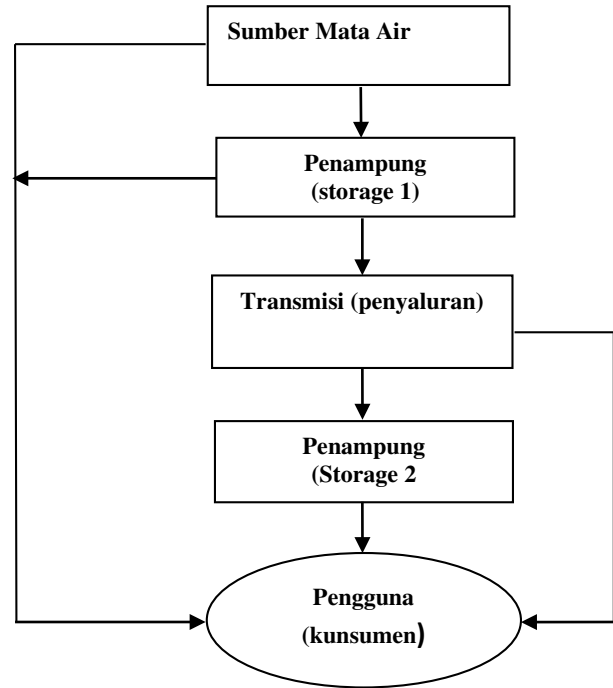 Sumber Mata Air
Penampung
(storage 1)
Transmisi (penyaluran)
Penampung
(Storage 2
Pengguna
(kunsumen)